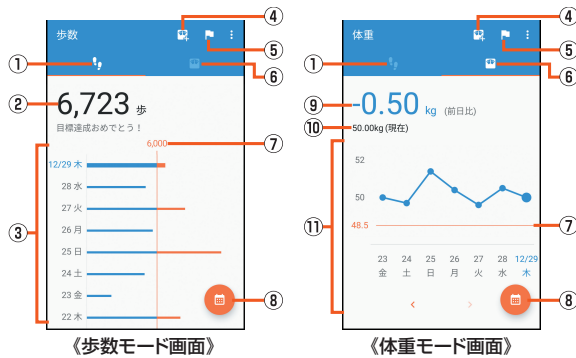 ④
歩数
⑤
①
⑥
②
6,723 歩
目標達成おめでとう！
6,000
⑦
③
12/29 木
28 水
27 火
26 月
25 日
24 土
23 金
22 木
⑧
《歩数モード画面》
④
体重
⑤
①
⑥
⑨
-0.50 kg (前日比)
⑩
50.00kg (現在)
⑪
52
50
48.5
⑦
23 24 25 26 27 28 12/29
金 土 日 月 火 水 木
⑧
‹ ›
《体重モード画面》